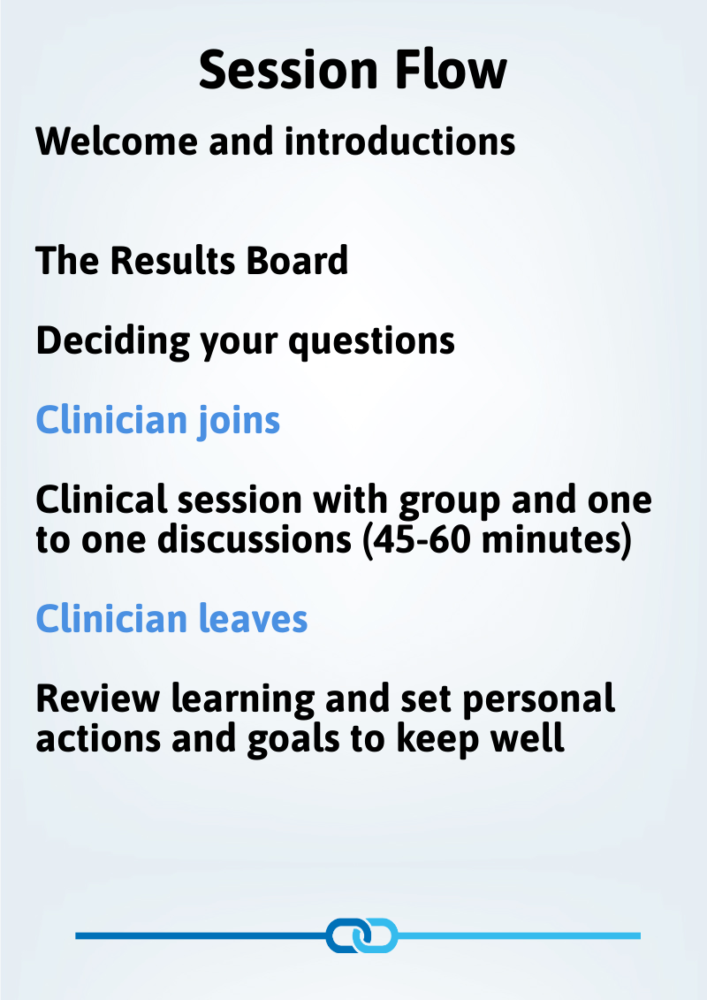 Session Flow
Welcome and introductions
The Results Board
Deciding your questions
Clinician joins
Clinical session with group and one
to one discussions (45-60 minutes)
Clinician leaves
Review learning and set personal
actions and goals to keep well